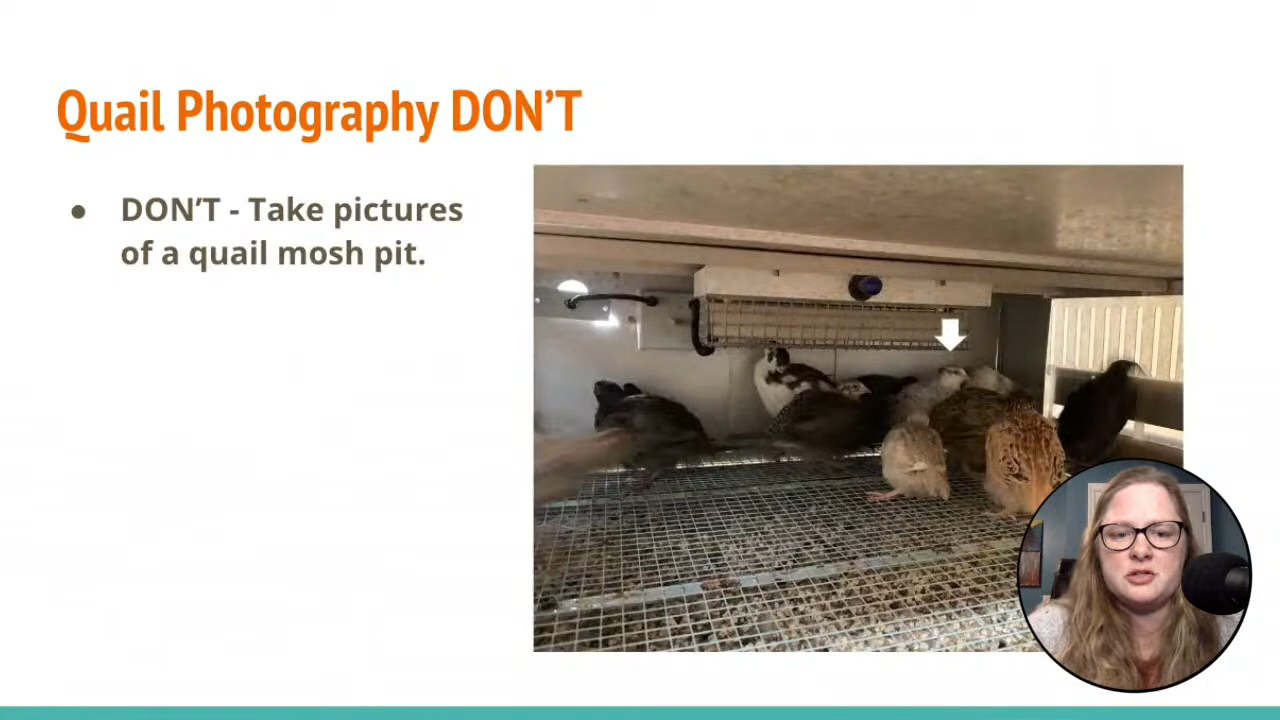 Quail Photography DON’T
● DON’T - Take pictures
of a quail mosh pit.